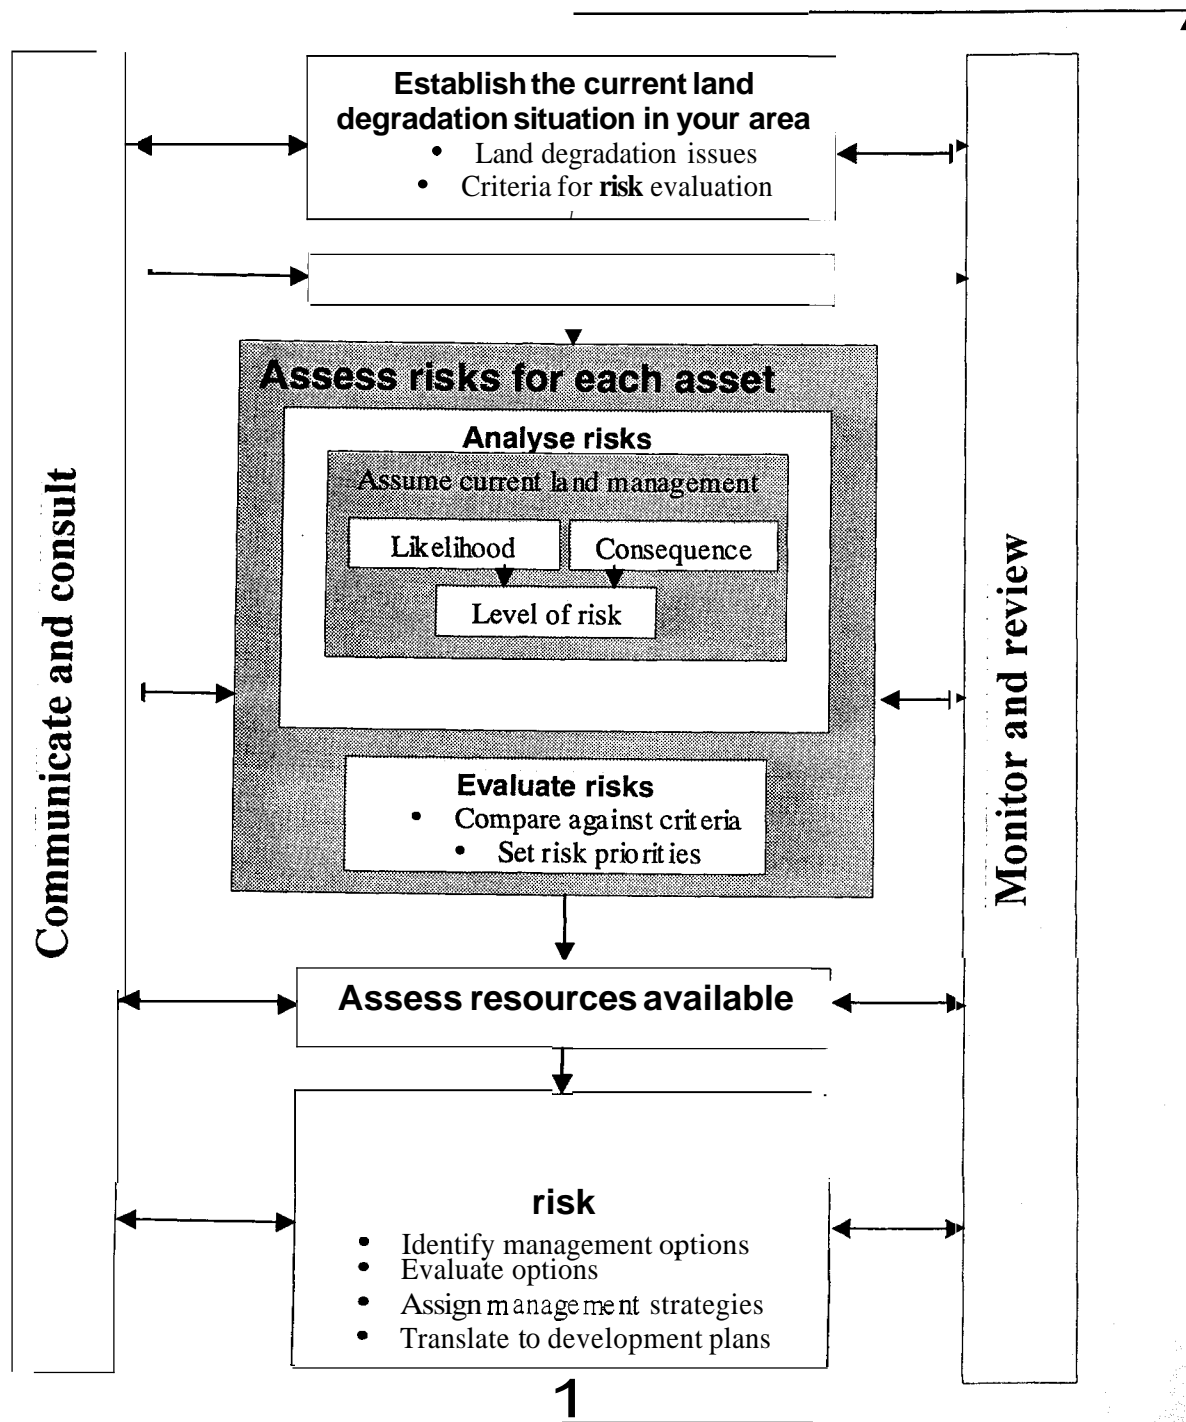 Establish the current land
degradation situation in your area
• Land degradation issues
• Criteria for risk evaluation
Assess risks for each asset
Analyse risks
Assume current land management
Likelihood
Consequence
Level of risk
Evaluate risks
• Compare against criteria
• Set risk priorities
Communicate and consult
Monitor and review
Assess resources available
risk
• Identify management options
• Evaluate options
• Assign management strategies
• Translate to development plans
1